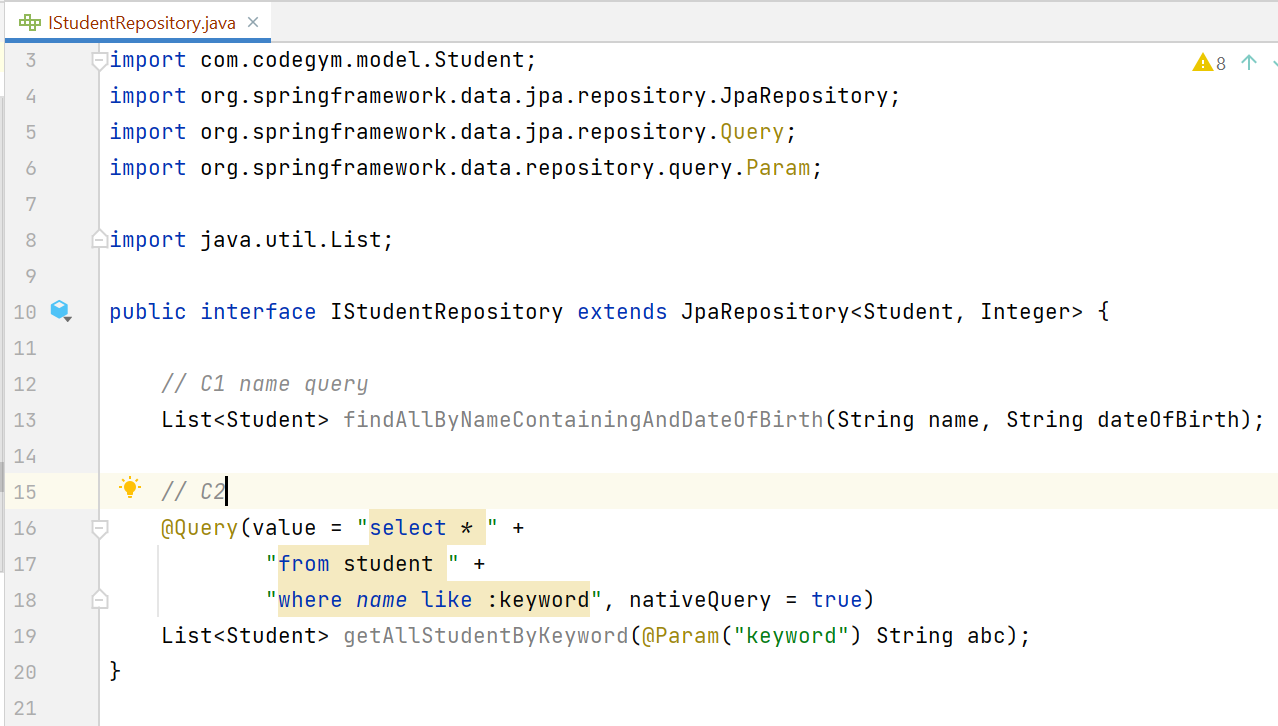 IStudentRepository.java
8
3 import com.codegym.model.Student;
4 import org.springframework.data.jpa.repository.JpaRepository;
5 import org.springframework.data.jpa.repository.Query;
6 import org.springframework.data.repository.query.Param;
7
8 import java.util.List;
9
10 public interface IStudentRepository extends JpaRepository<Student, Integer> {
11
12 // C1 name query
13 List<Student> findAllByNameContainingAndDateOfBirth(String name, String dateOfBirth);
14
15 // C2
16 @Query(value = "select * " +
17 "from student " +
18 "where name like :keyword", nativeQuery = true)
19 List<Student> getAllStudentByKeyword(@Param("keyword") String abc);
20 }
21